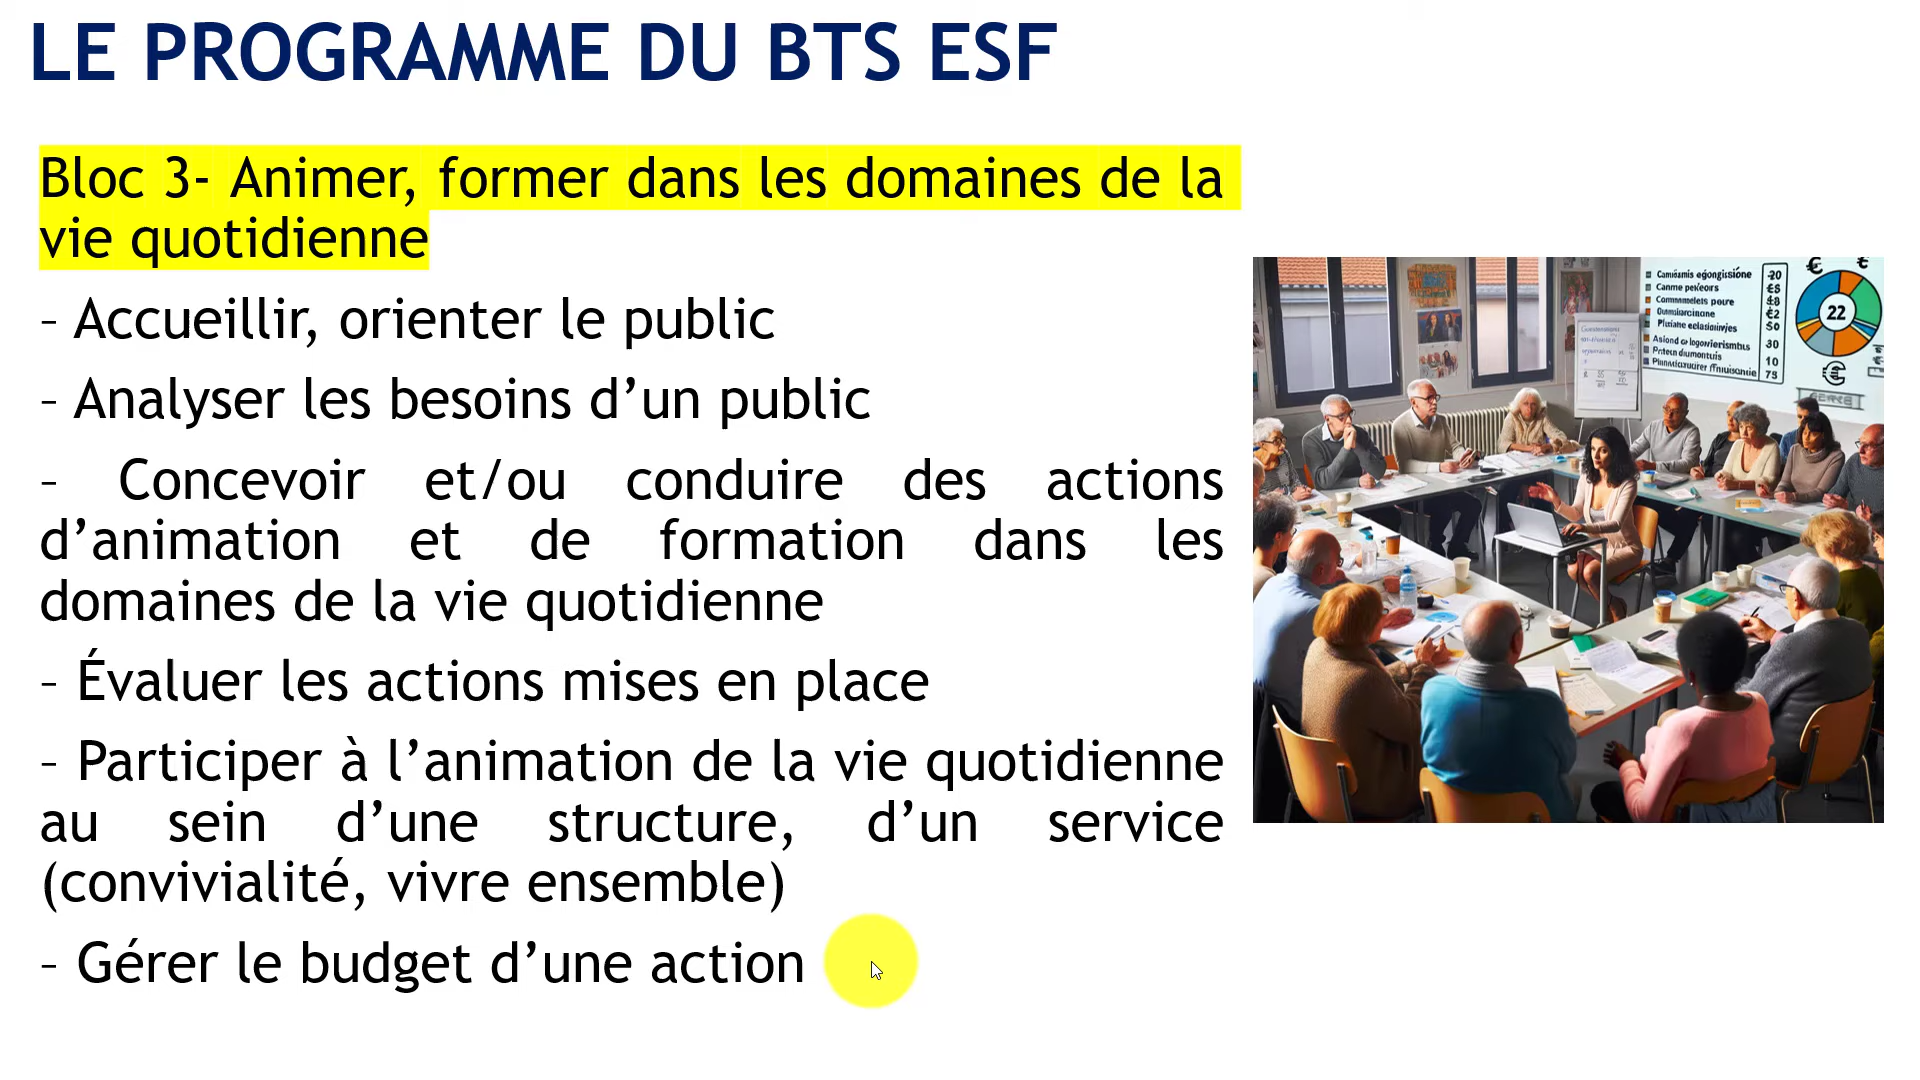 LE PROGRAMME DU BTS ESF
Bloc 3- Animer, former dans les domaines de la
vie quotidienne
– Accueillir, orienter le public
– Analyser les besoins d’un public
– Concevoir et/ou conduire des actions
d’animation et de formation dans les
domaines de la vie quotidienne
– Évaluer les actions mises en place
– Participer à l’animation de la vie quotidienne
au sein d’une structure, d’un service
(convivialité, vivre ensemble)
– Gérer le budget d’une action
€
22
30
10